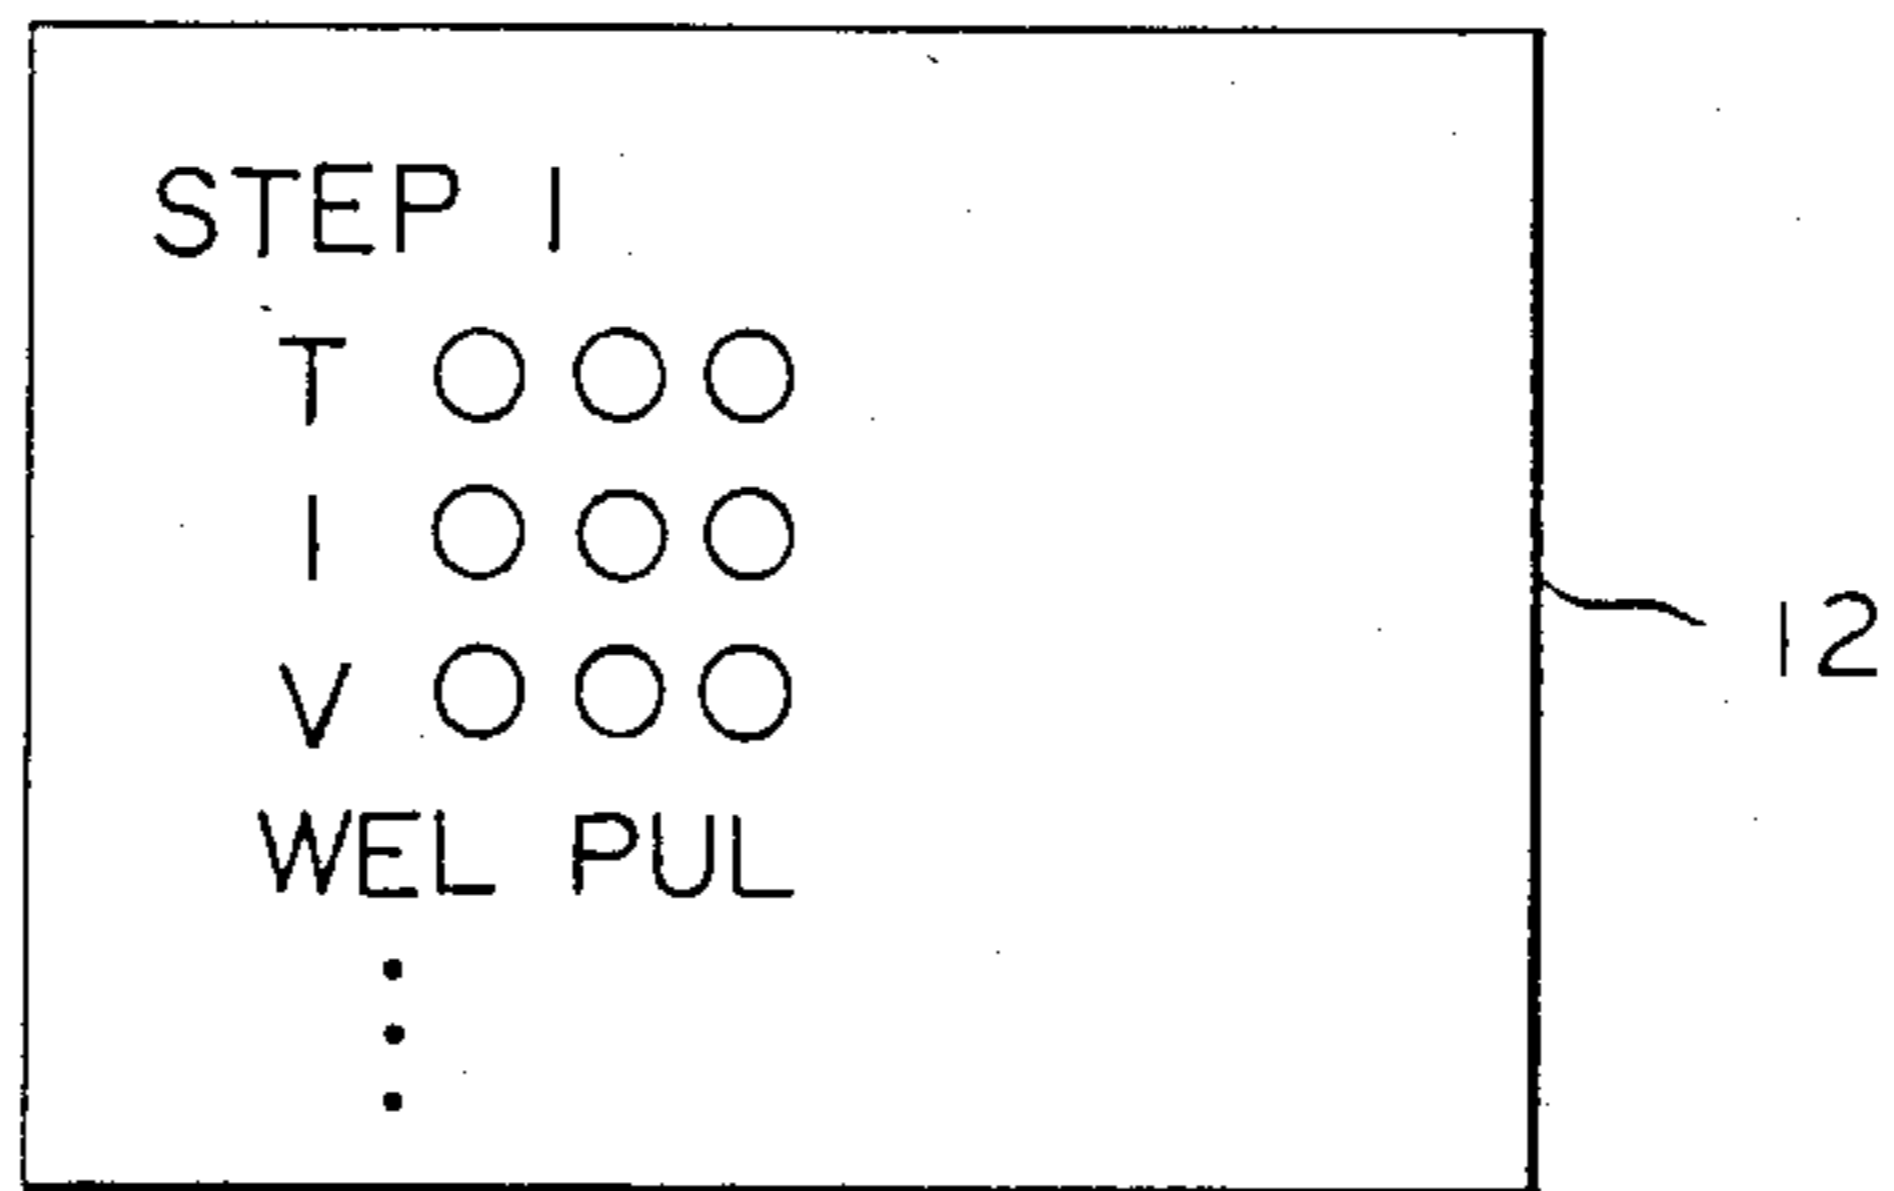 STEP 1
T ○ ○ ○
I ○ ○ ○
V ○ ○ ○
WEL PUL
12